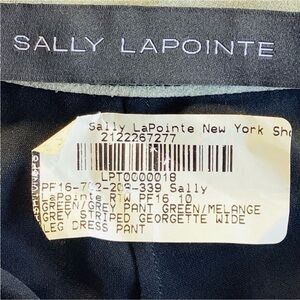 SALLY LAPOINTE
Sally LaPointe New York Sho
2122267277
LPT0000018
PF16-702-209-339 Sally
LaPointe RTW PF16 10
GREEN/GREY PANT GREEN/MELANGE
GREY STRIPED GEORGETTE WIDE
LEG DRESS PANT